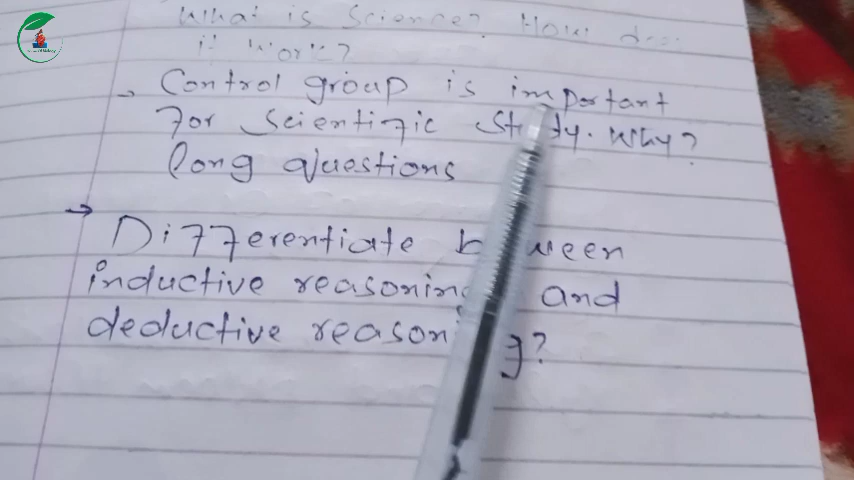 What is Science? How does
it work?
→ Control group is important
for scientific study. Why?
long questions
→ Differentiate between
inductive reasoning and
deductive reasoning?